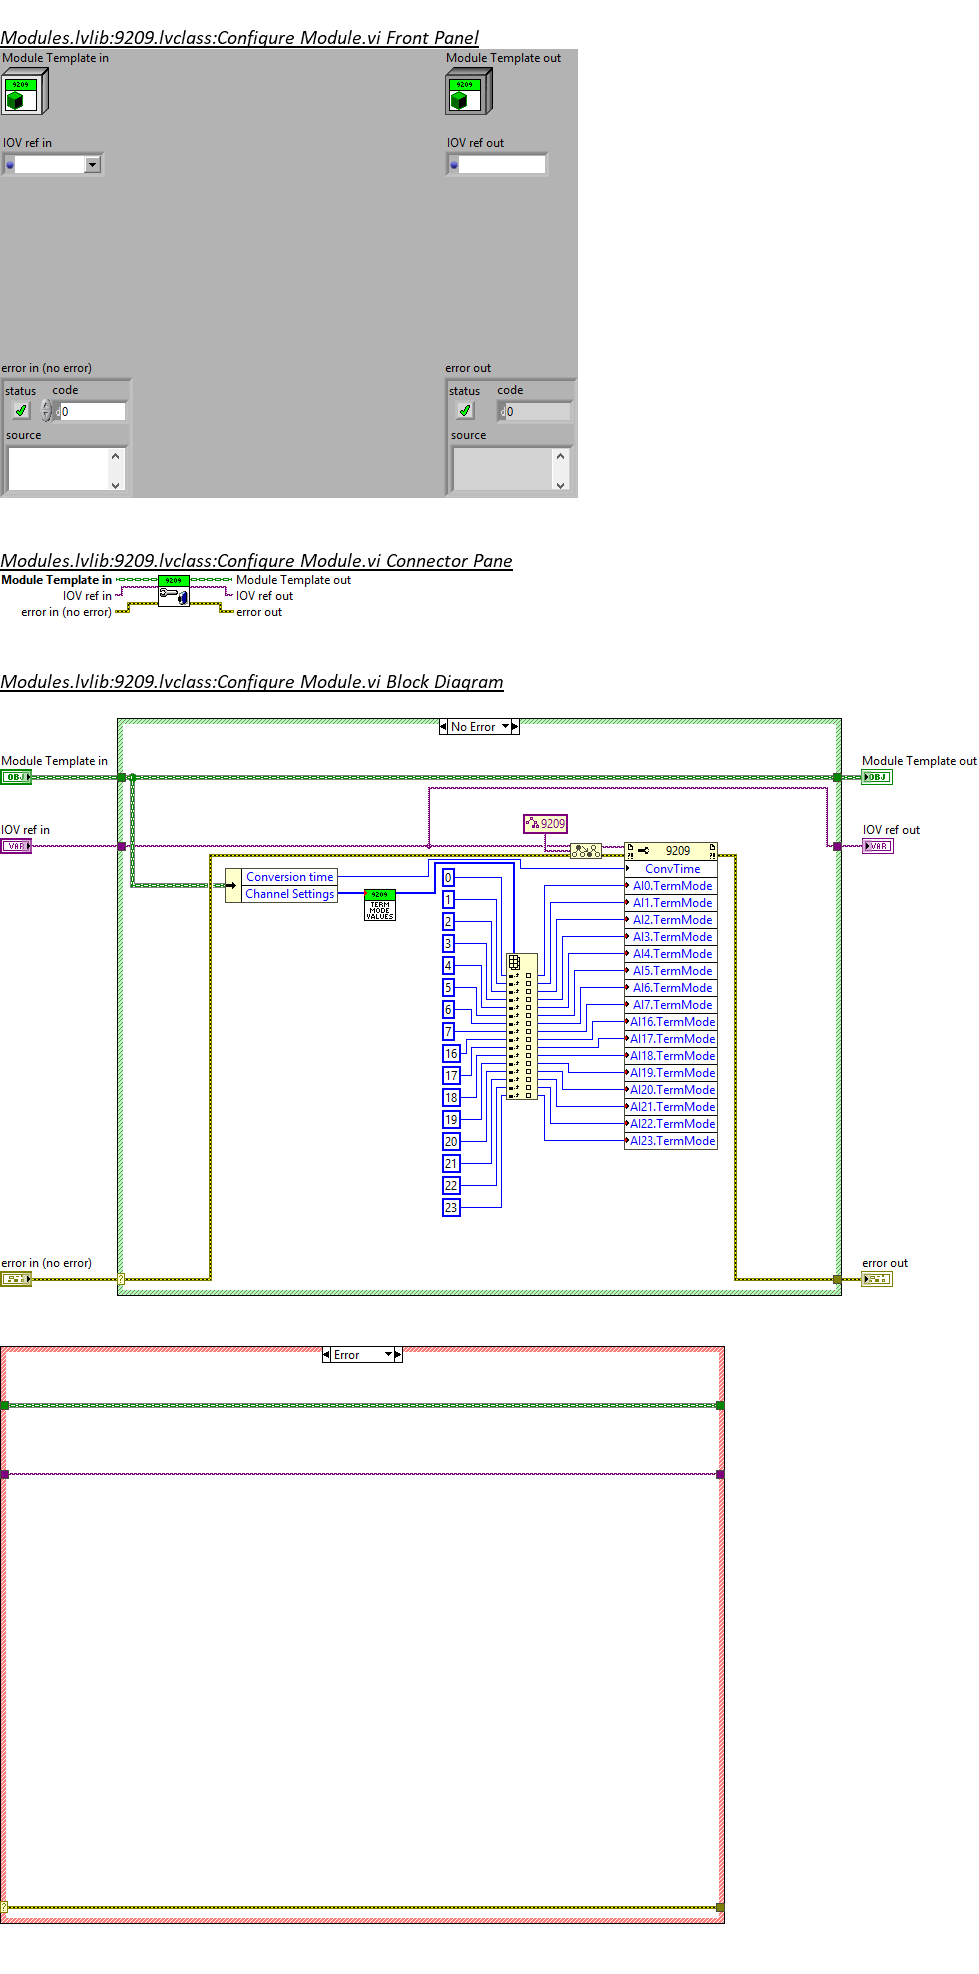 Modules.lvlib:9209.lvclass:Configure Module.vi Front Panel
Module Template in
Module Template out
9209
9209
IOV ref in
IOV ref out
error in (no error)
error out
status code
status code
d 0
d 0
source
source
Modules.lvlib:9209.lvclass:Configure Module.vi Connector Pane
Module Template in
9209
Module Template out
IOV ref in
IOV ref out
error in (no error)
error out
Modules.lvlib:9209.lvclass:Configure Module.vi Block Diagram
No Error
Module Template in
Module Template out
OBJ
OBJ
IOV ref in
IOV ref out
VAR
VAR
9209
9209
ConvTime
Conversion time
Channel Settings
9209
TERM
MODE
VALUES
0
1
2
3
4
5
6
7
16
17
18
19
20
21
22
23
AI0.TermMode
AI1.TermMode
AI2.TermMode
AI3.TermMode
AI4.TermMode
AI5.TermMode
AI6.TermMode
AI7.TermMode
AI16.TermMode
AI17.TermMode
AI18.TermMode
AI19.TermMode
AI20.TermMode
AI21.TermMode
AI22.TermMode
AI23.TermMode
error in (no error)
error out
?
Error
?